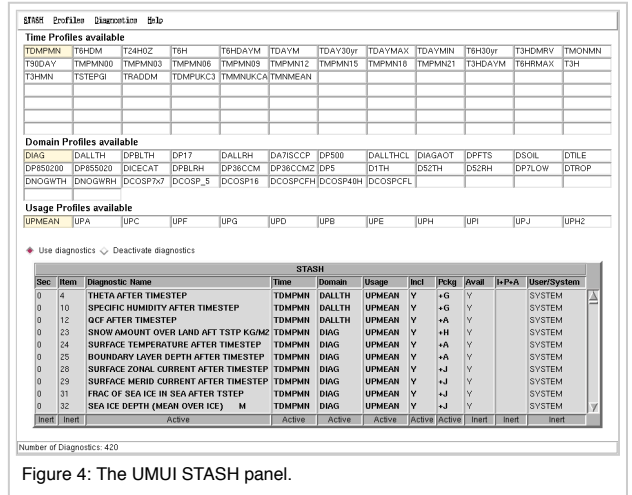 STASH Profiles Diagnostics Help
Time Profiles available
TDMPMN T6HDM T24H0Z T6H T6HDAYM TDAYM TDAY30yr TDAYMAX TDAYMIN T6H30yr T3HDMRV TMONMN
T90DAY TMPMN00 TMPMN03 TMPMN06 TMPMN09 TMPMN12 TMPMN15 TMPMN18 TMPMN21 T3HDAYM T6HRMAX T3H
T3HMN TSTEPGI TRADDM TDMPUKC3 TMMNUKCA TMNMEAN
Domain Profiles available
DIAG DALLTH DPBLTH DP17 DALLRH DA7ISCCP DP500 DALLTHCL DIAGAOT DPFTS DSOIL DTILE
DP850200 DP855020 DICECAT DPBLRH DP36CCM DP36CCMZ DP5 D1TH D52TH D52RH DP7LOW DTROP
DNOGWTH DNOGWRH DCOSP7x7 DCOSP_5 DCOSP16 DPCOSPCFH DCOSP40H DCOSPCFL
Usage Profiles available
UPMEAN UPA UPC UPF UPG UPD UPB UPE UPH UPI UPJ UPH2
Use diagnostics Deactivate diagnostics
STASH
Sec Item Diagnostic Name Time Domain Usage Incl Pckg Avail I+P+A User/System
0 4 THETA AFTER TIMESTEP TDMPMN DALLTH UPMEAN Y +G Y SYSTEM
0 10 SPECIFIC HUMIDITY AFTER TIMESTEP TDMPMN DALLTH UPMEAN Y +G Y SYSTEM
0 12 QCF AFTER TIMESTEP TDMPMN DALLTH UPMEAN Y +A Y SYSTEM
0 23 SNOW AMOUNT OVER LAND AFT TSTP KG/M2 TDMPMN DIAG UPMEAN Y +H Y SYSTEM
0 24 SURFACE TEMPERATURE AFTER TIMESTEP TDMPMN DIAG UPMEAN Y +A Y SYSTEM
0 25 BOUNDARY LAYER DEPTH AFTER TIMESTEP TDMPMN DIAG UPMEAN Y +A Y SYSTEM
0 28 SURFACE ZONAL CURRENT AFTER TIMESTEP TDMPMN DIAG UPMEAN Y +J Y SYSTEM
0 29 SURFACE MERID CURRENT AFTER TIMESTEP TDMPMN DIAG UPMEAN Y +J Y SYSTEM
0 31 FRAC OF SEA ICE IN SEA AFTER TSTEP TDMPMN DIAG UPMEAN Y +J Y SYSTEM
0 32 SEA ICE DEPTH (MEAN OVER ICE) M TDMPMN DIAG UPMEAN Y +J Y SYSTEM
Inert Inert Active Active Active Active Active Active Inert Inert Inert
Number of Diagnostics: 420
Figure 4: The UMUI STASH panel.